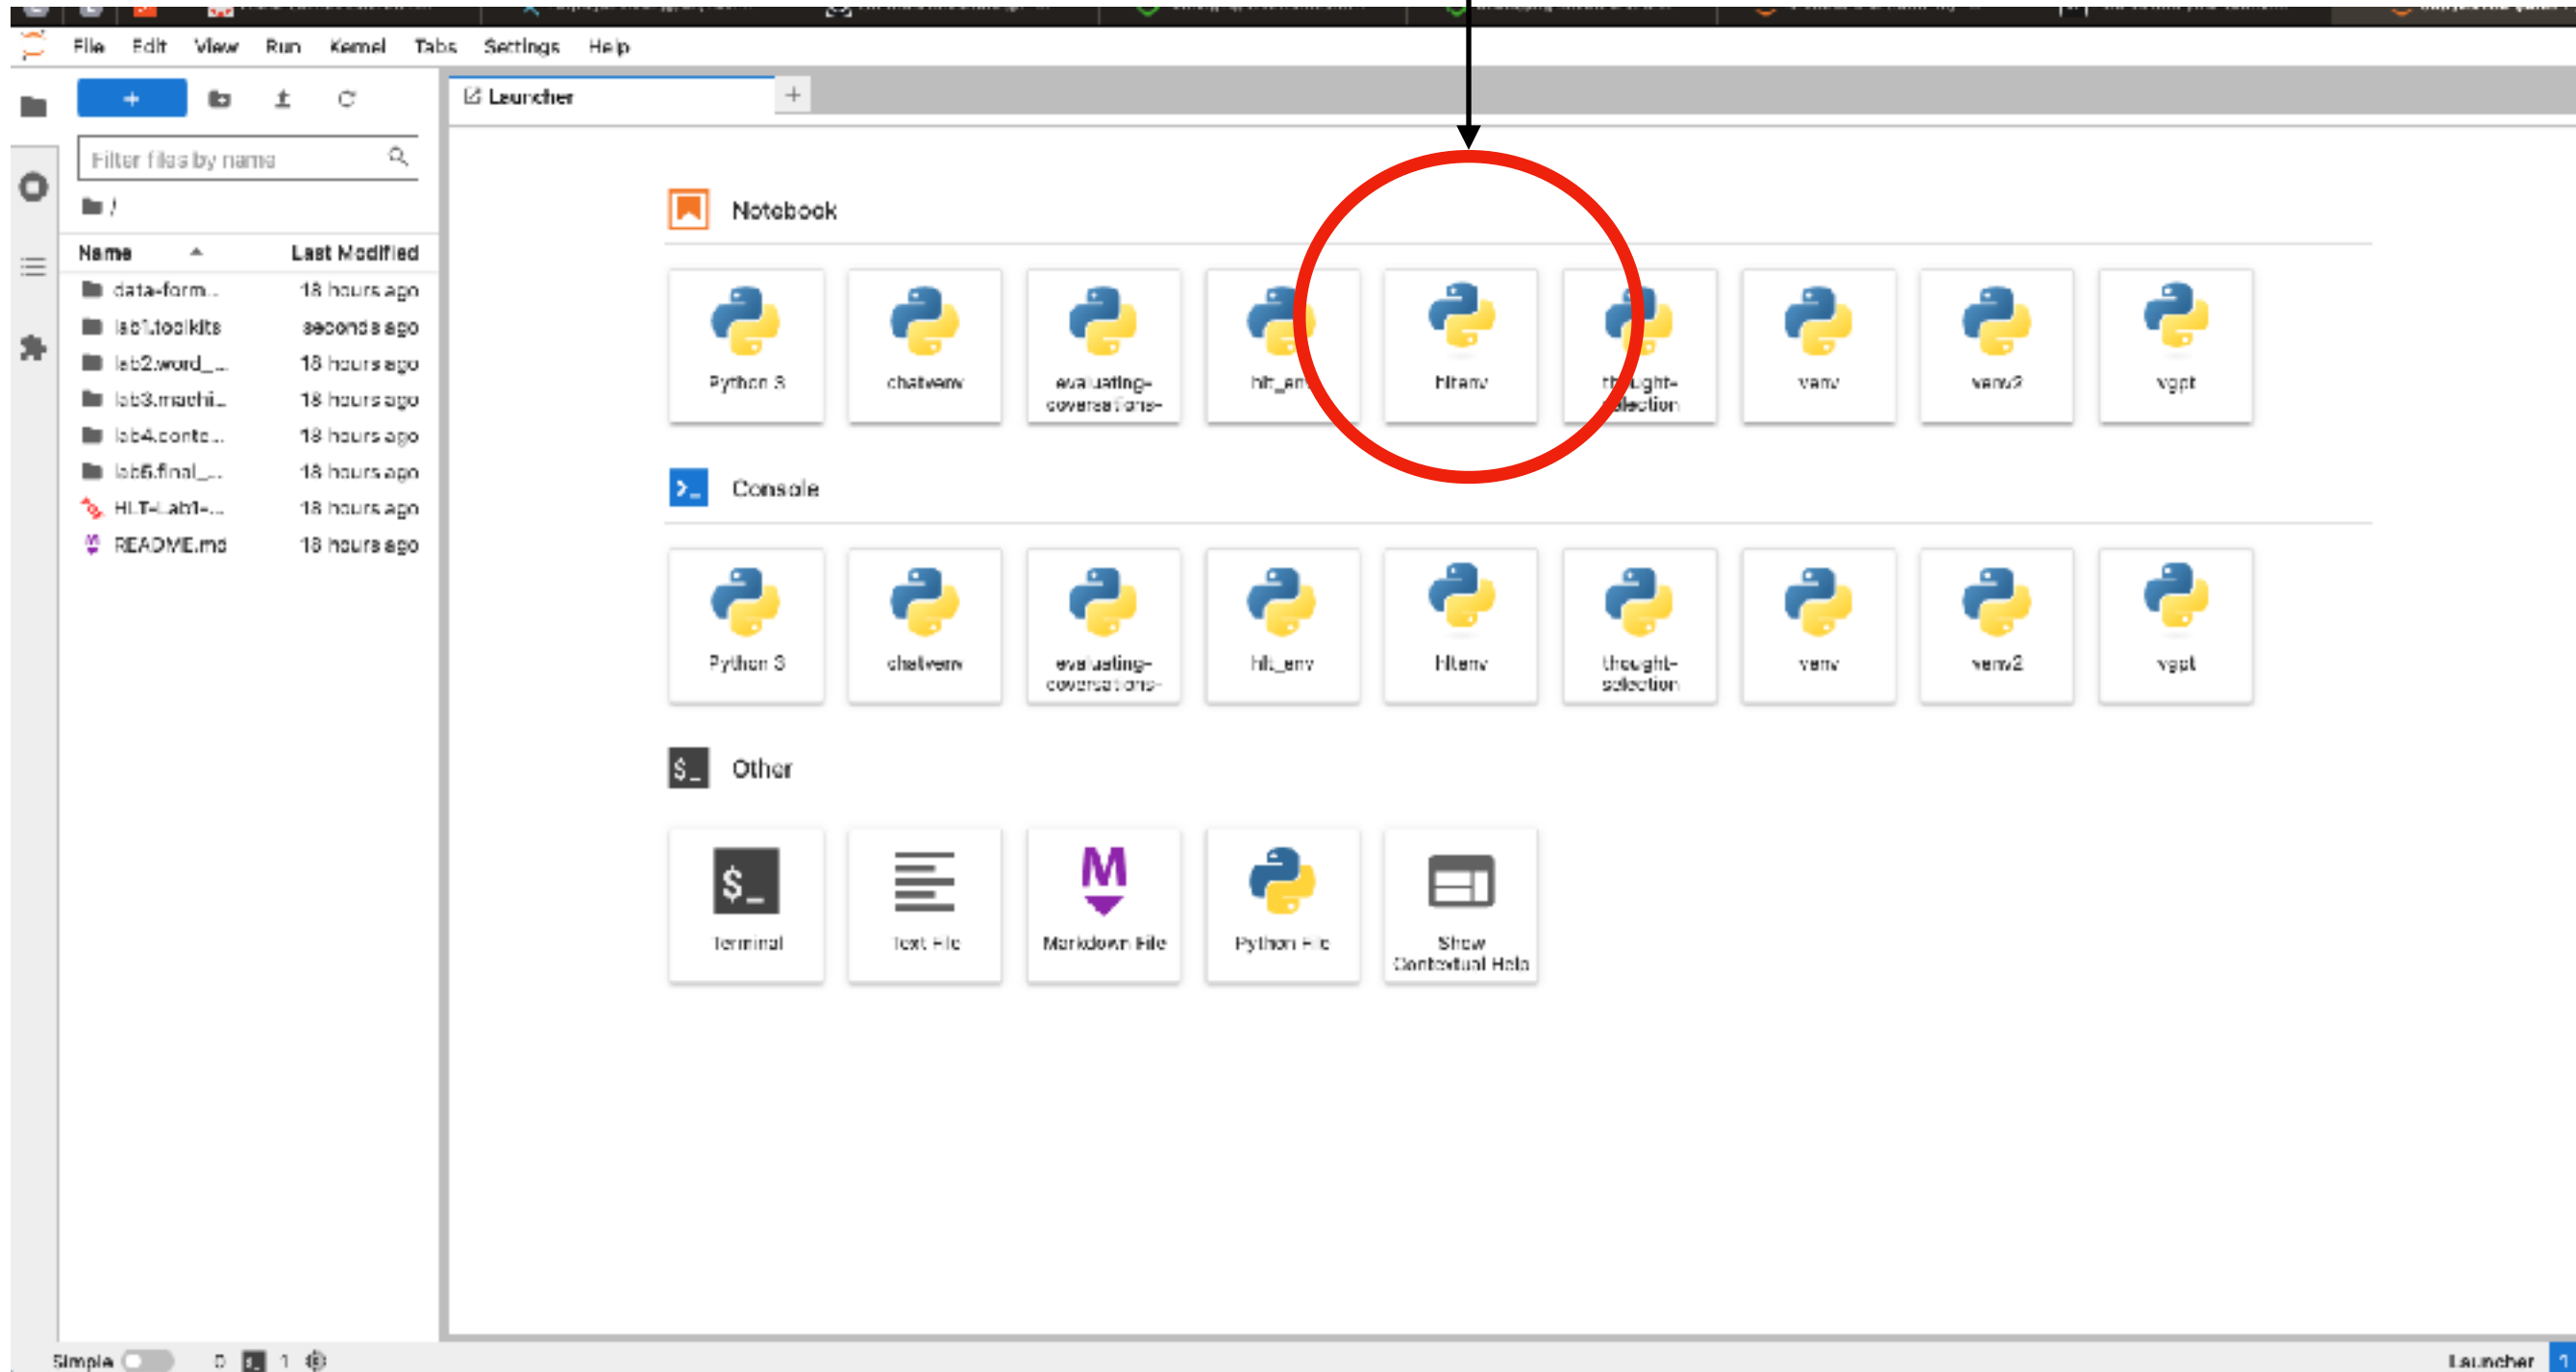 File Edit View Run Kernel Tabs Settings Help
Launcher
Filter files by name
/
Name Last Modified
data-form... 18 hours ago
lab1.toolkits seconds ago
lab2.word_... 18 hours ago
lab3.machi... 18 hours ago
lab4.conte... 18 hours ago
lab5.final_... 18 hours ago
HLT-Lab1-... 18 hours ago
README.md 18 hours ago
Notebook
Python 3 chatvenv evaluating- hlt_env hltenv thought- venv venv2 vgpt
coversations- selection
Console
Python 3 chatvenv evaluating- hlt_env hltenv thought- venv venv2 vgpt
coversations- selection
Other
$_
Terminal Text File Markdown File Python File Show
Contextual Help
Simple 0 1 Launcher